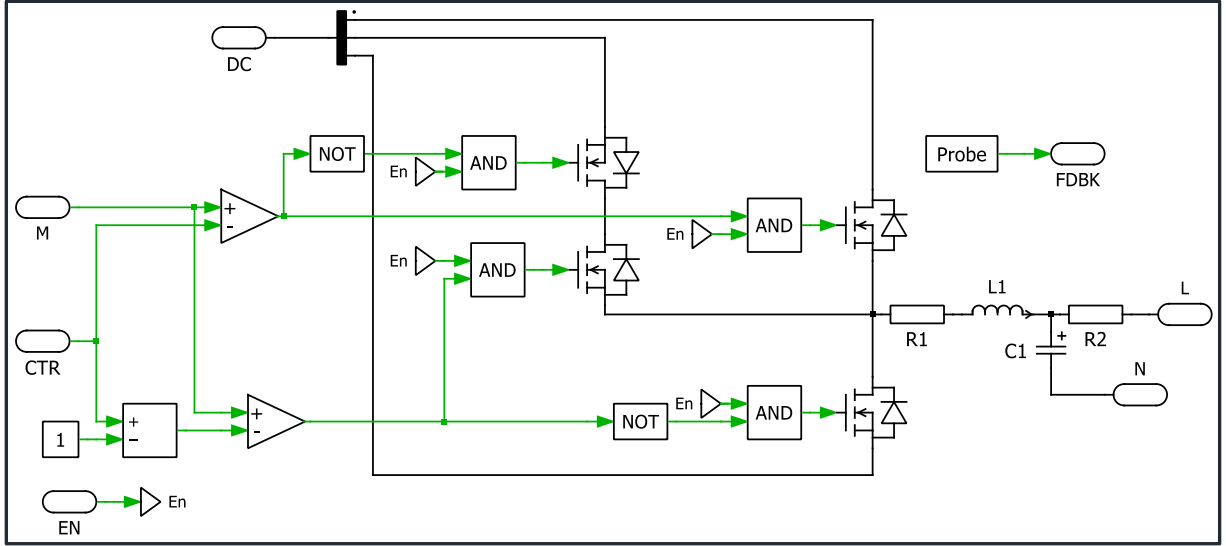 DC
NOT
En
AND
Probe
FDBK
+
-
M
En
AND
En
AND
L1
L
R1
C1
+
R2
CTR
N
+
−
1
+
-
NOT
En
AND
EN
En